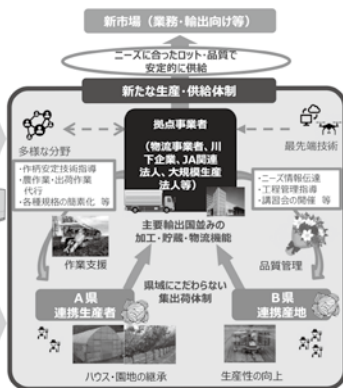 新市場（業務・輸出向け等）
ニーズに合ったロット・品質で
安定的に供給
新たな生産・供給体制
拠点事業者
（物流事業者、川
下企業、JA関連
法人、大規模生産
法人等）
多様な分野
最先端技術
・作柄安定技術指導
・農作業・出荷作業
代行
・各種規格の簡素化 等
・ニーズ情報伝達
・工程管理指導
・講習会の開催 等
主要輸出国並みの
加工・貯蔵・物流機能
作業支援
品質管理
県域にこだわらない
集出荷体制
A県
連携生産者
B県
連携産地
ハウス・園地の継承
生産性の向上